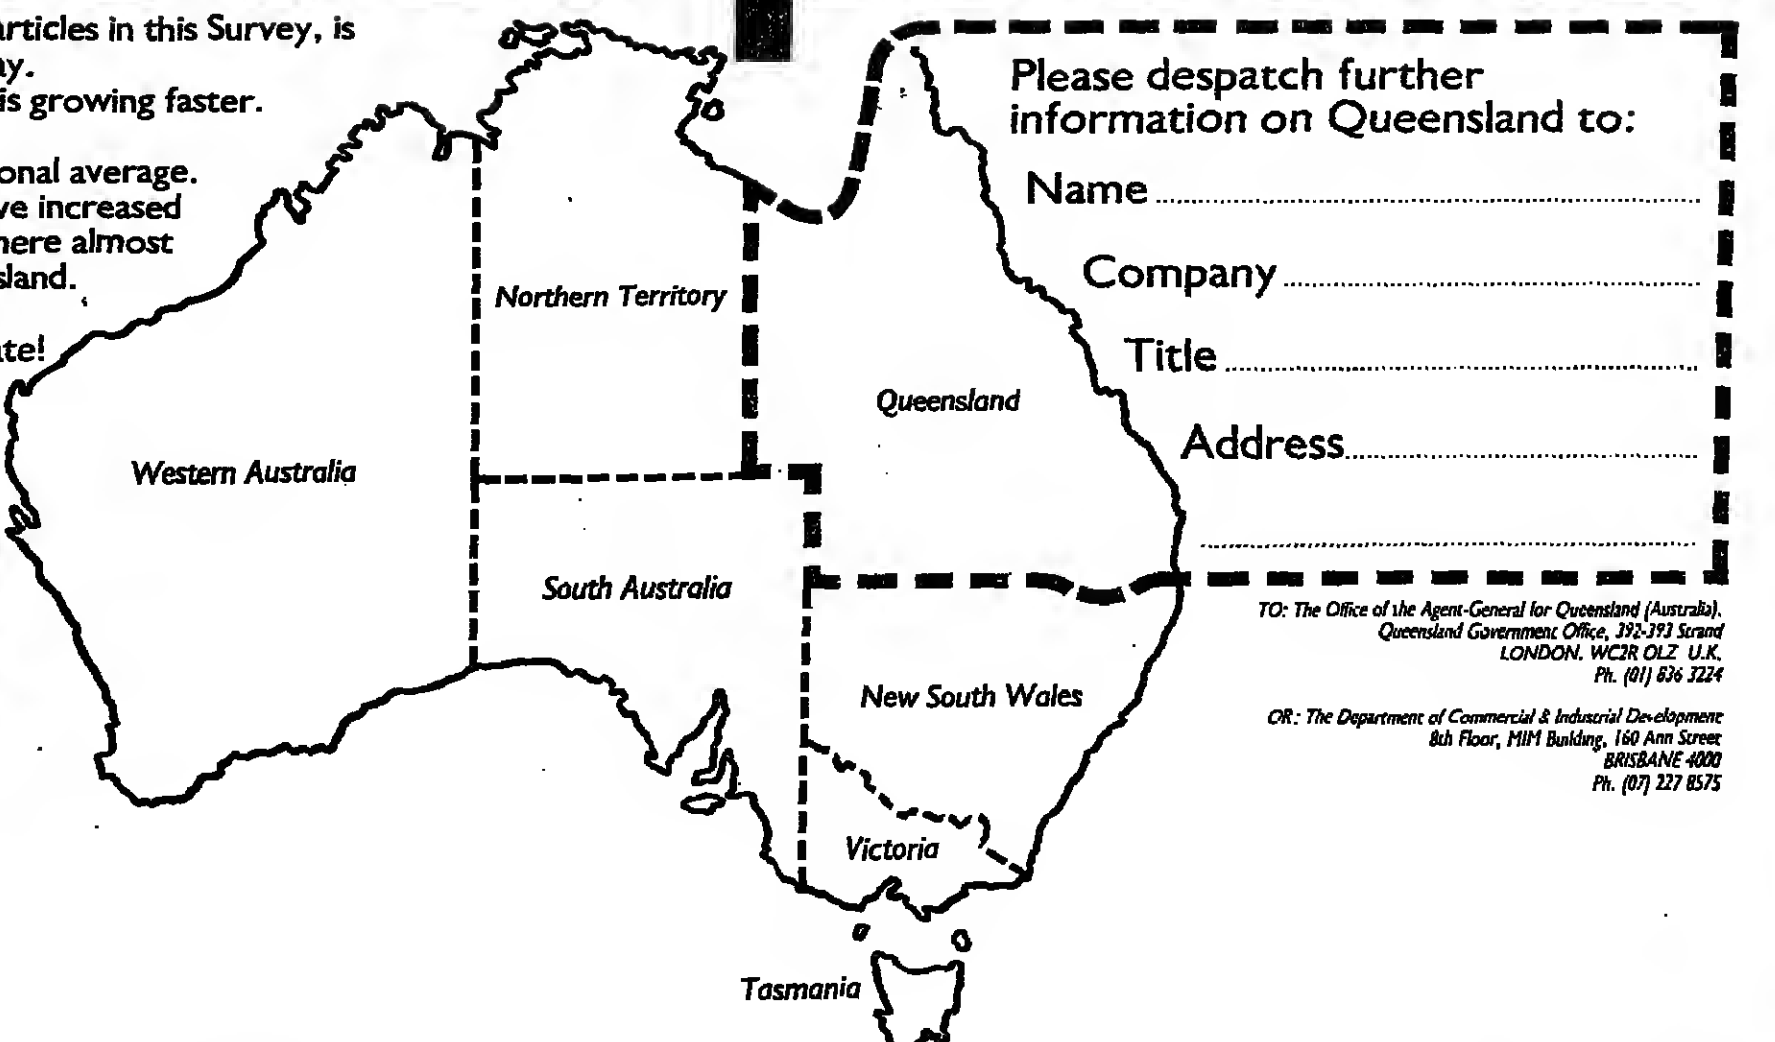 articles in this Survey, is
ay.
is growing faster.
onal average.
ve increased
here almost
sland.
ate!
Please despatch further
information on Queensland to:
Name
Company
Title
Address
Northern Territory
Queensland
Western Australia
South Australia
New South Wales
Victoria
Tasmania
TO: The Office of the Agent-General for Queensland (Australia),
Queensland Government Office, 392-393 Strand
LONDON. WC2R OLZ U.K.
Ph. (01) 836 3224
OR: The Department of Commercial & Industrial Development
8th Floor, MIM Building, 160 Ann Street
BRISBANE 4000
Ph. (07) 227 8575